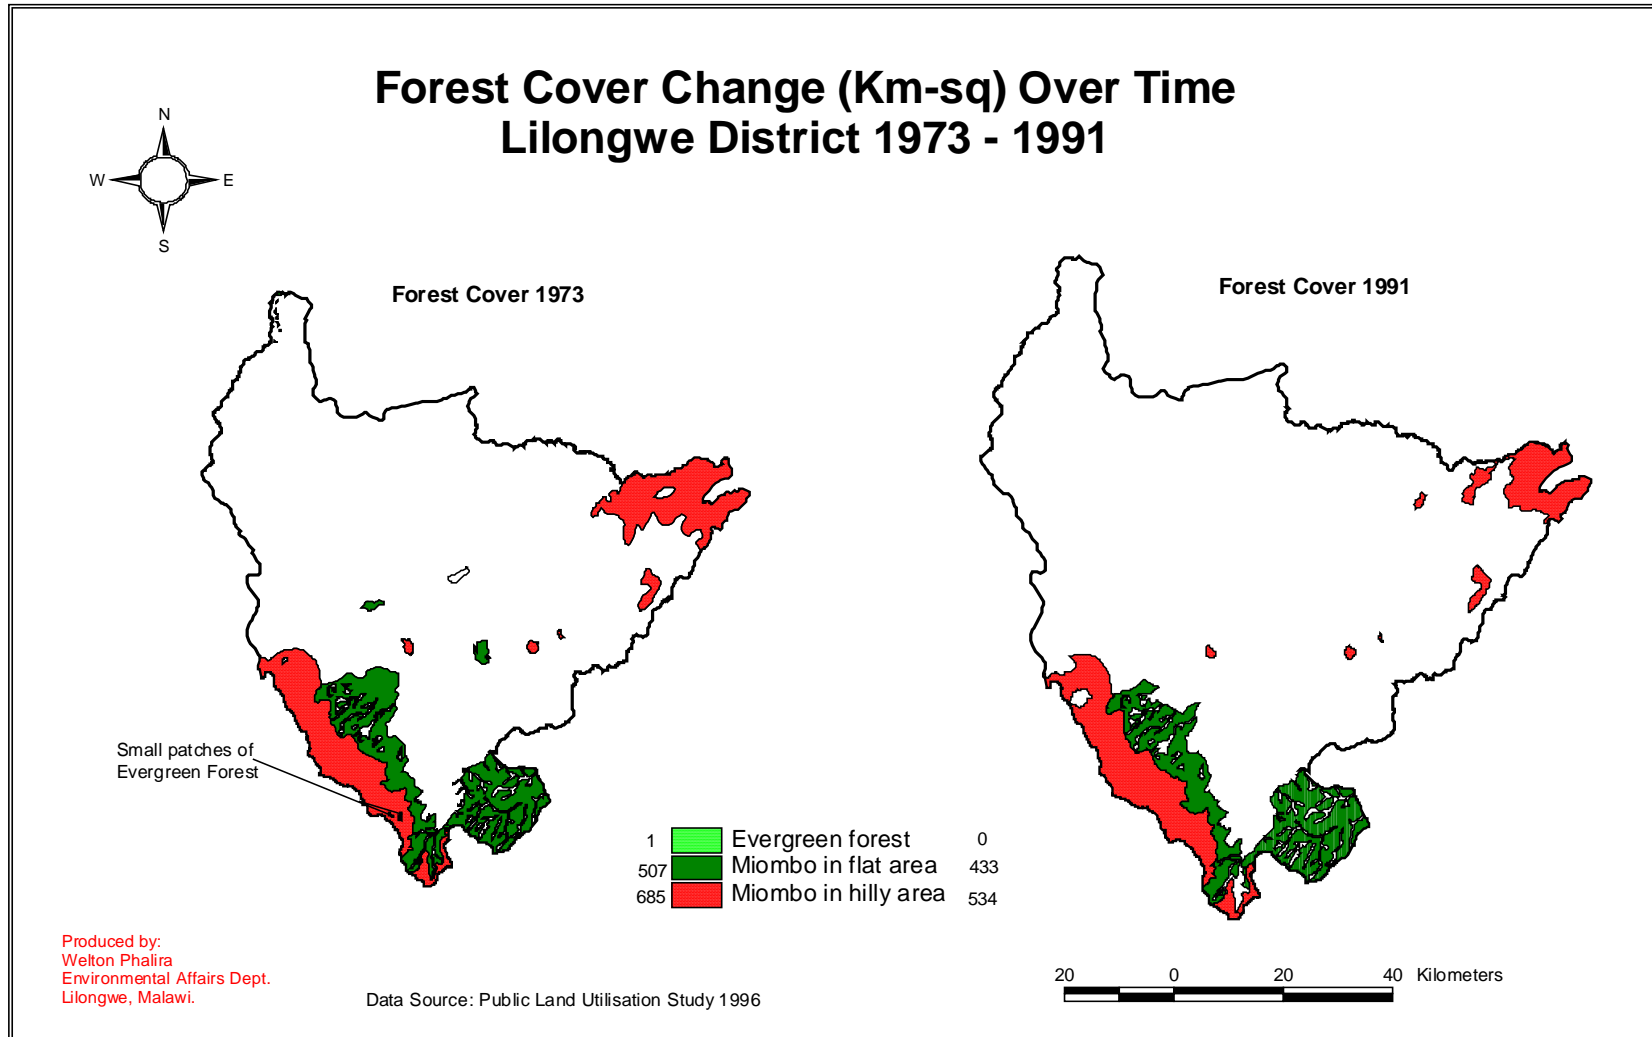 Forest Cover Change (Km-sq) Over Time
Lilongwe District 1973 - 1991
N
W E
S
Forest Cover 1973
Forest Cover 1991
Small patches of
Evergreen Forest
1 Evergreen forest 0
507 Miombo in flat area 433
685 Miombo in hilly area 534
Produced by:
Welton Phalira
Environmental Affairs Dept.
Lilongwe, Malawi.
Data Source: Public Land Utilisation Study 1996
20 0 20 40 Kilometers